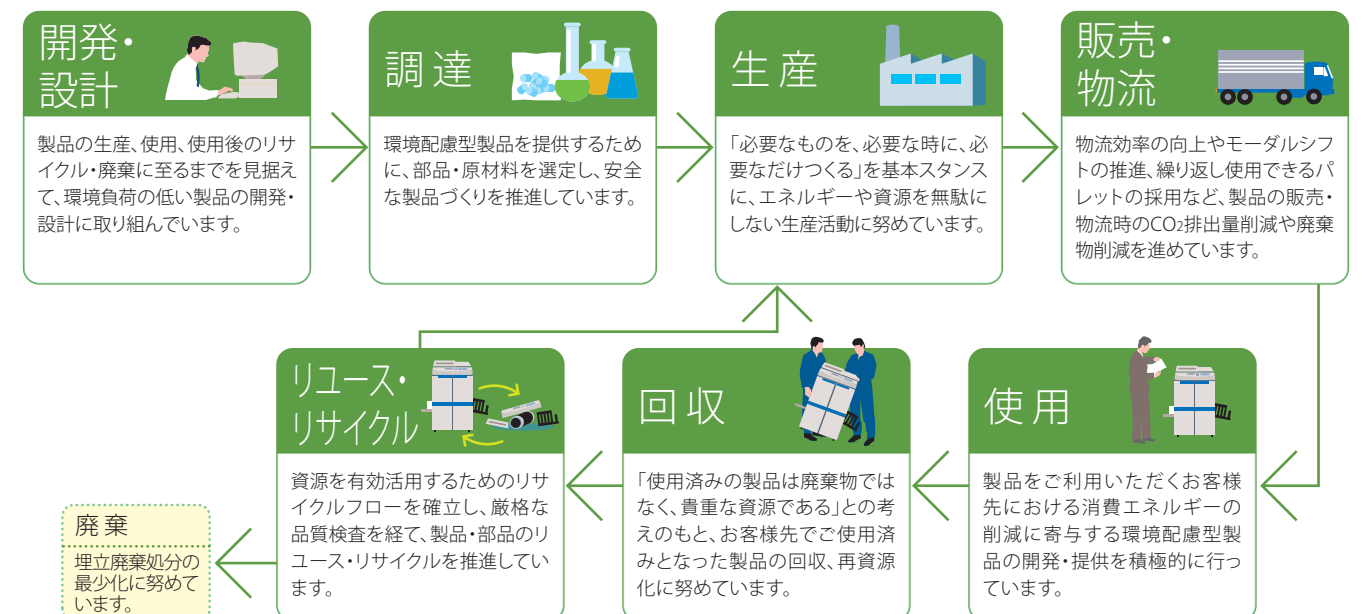 開発・
設計
製品の生産、使用、使用後のリサ
イクル・廃棄に至るまでを見据え
て、環境負荷の低い製品の開発・
設計に取り組んでいます。
調達
環境配慮型製品を提供するため
に、部品・原材料を選定し、安全
な製品づくりを推進しています。
生産
「必要なものを、必要な時に、必
要なだけつくる」を基本スタンス
に、エネルギーや資源を無駄に
しない生産活動に努めています。
販売・
物流
物流効率の向上やモーダルシフ
トの推進、繰り返し使用できるパ
レットの採用など、製品の販売・
物流時のCO₂排出量削減や廃棄
物削減を進めています。
使用
製品をご利用いただくお客様
先における消費エネルギーの
削減に寄与する環境配慮型製
品の開発・提供を積極的に行っ
ています。
回収
「使用済みの製品は廃棄物では
なく、貴重な資源である」との考
えのもと、お客様先でご使用済
みとなった製品の回収、再資源
化に努めています。
リユース・
リサイクル
資源を有効活用するためのリサ
イクルフローを確立し、厳格な
品質検査を経て、製品・部品のリ
ユース・リサイクルを推進してい
ます。
廃棄
埋立廃棄処分の
最少化に努めて
います。